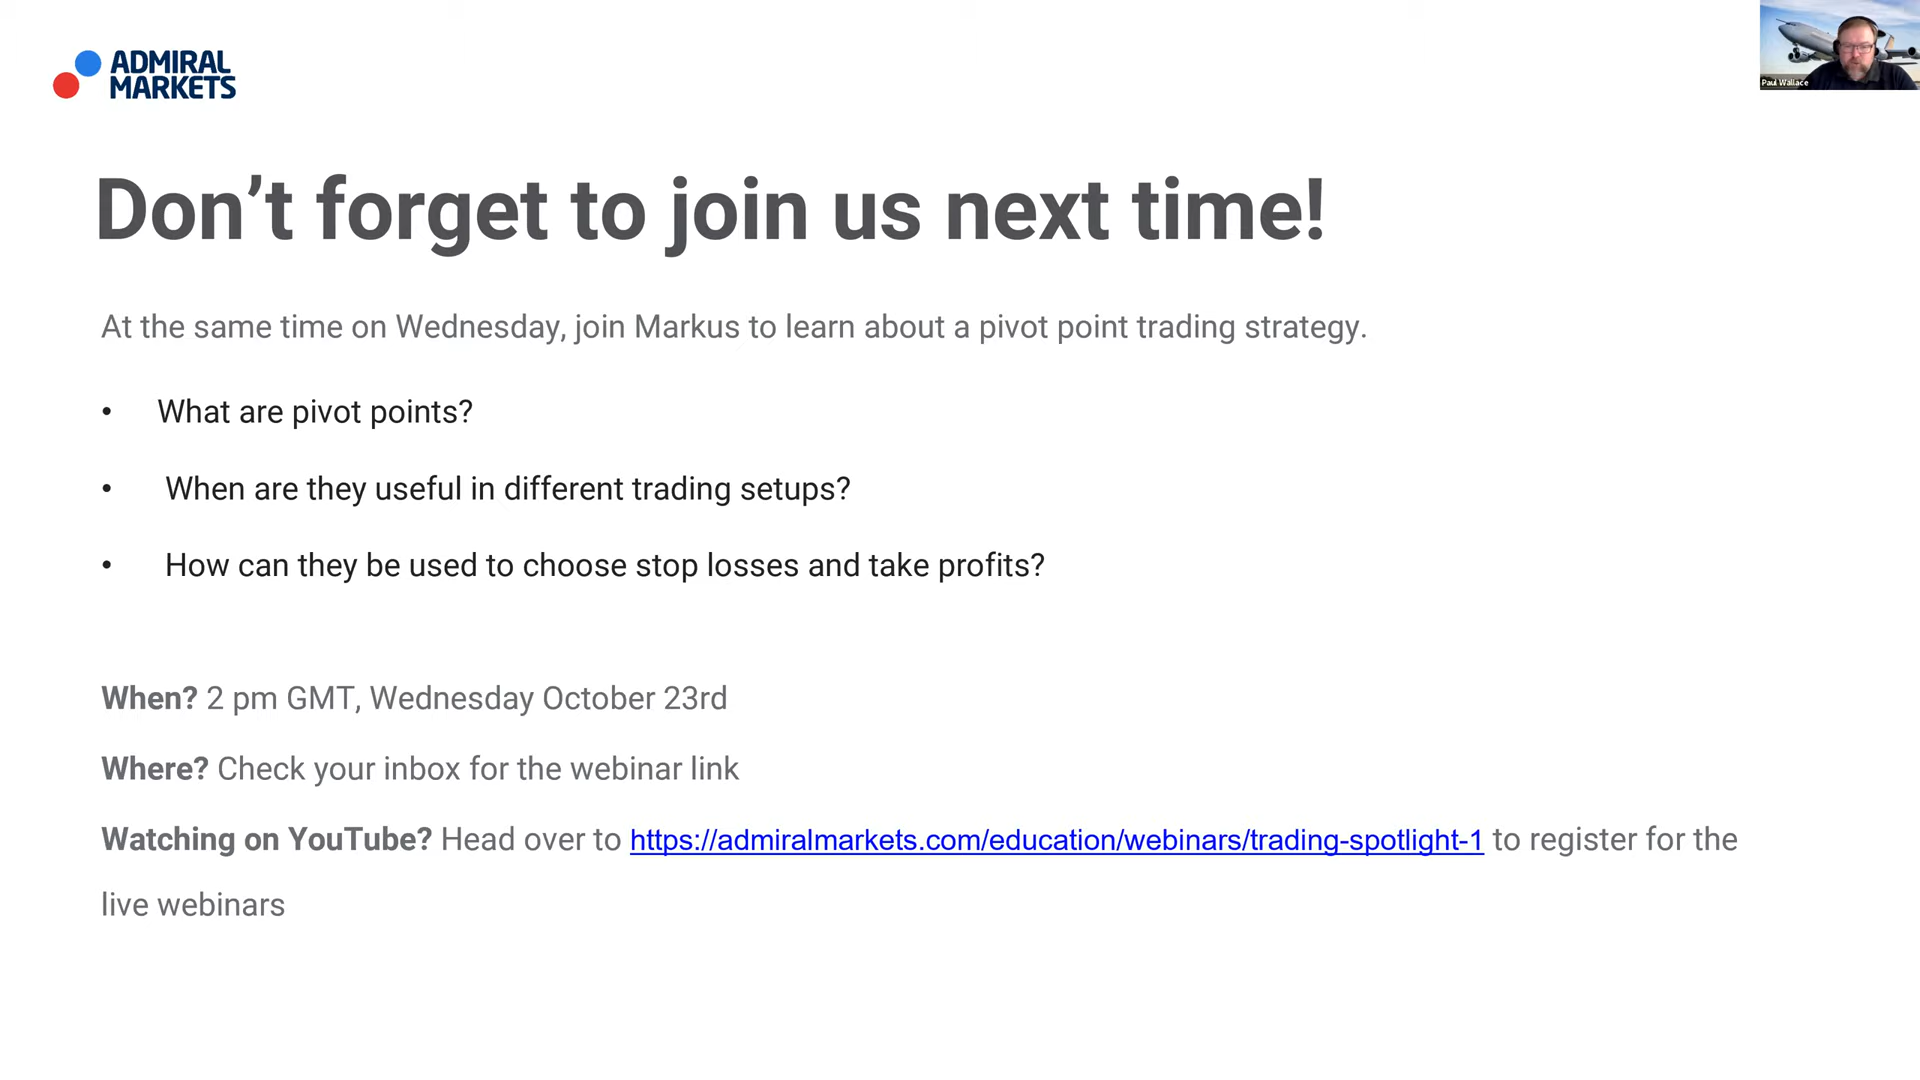 ADMIRAL
MARKETS
Paul Wallace
Don’t forget to join us next time!
At the same time on Wednesday, join Markus to learn about a pivot point trading strategy.
• What are pivot points?
• When are they useful in different trading setups?
• How can they be used to choose stop losses and take profits?
When? 2 pm GMT, Wednesday October 23rd
Where? Check your inbox for the webinar link
Watching on YouTube? Head over to https://admiralmarkets.com/education/webinars/trading-spotlight-1 to register for the
live webinars